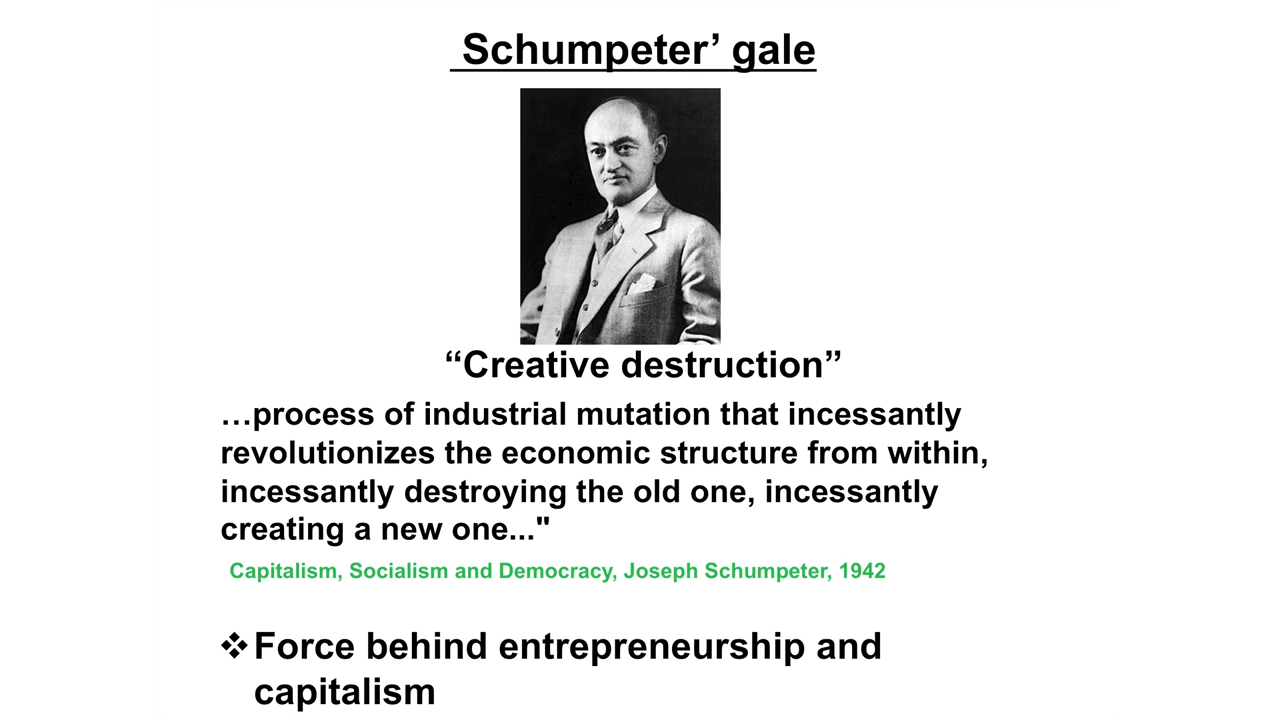 Schumpeter’ gale
“Creative destruction”
…process of industrial mutation that incessantly
revolutionizes the economic structure from within,
incessantly destroying the old one, incessantly
creating a new one..."
Capitalism, Socialism and Democracy, Joseph Schumpeter, 1942
❖Force behind entrepreneurship and
capitalism